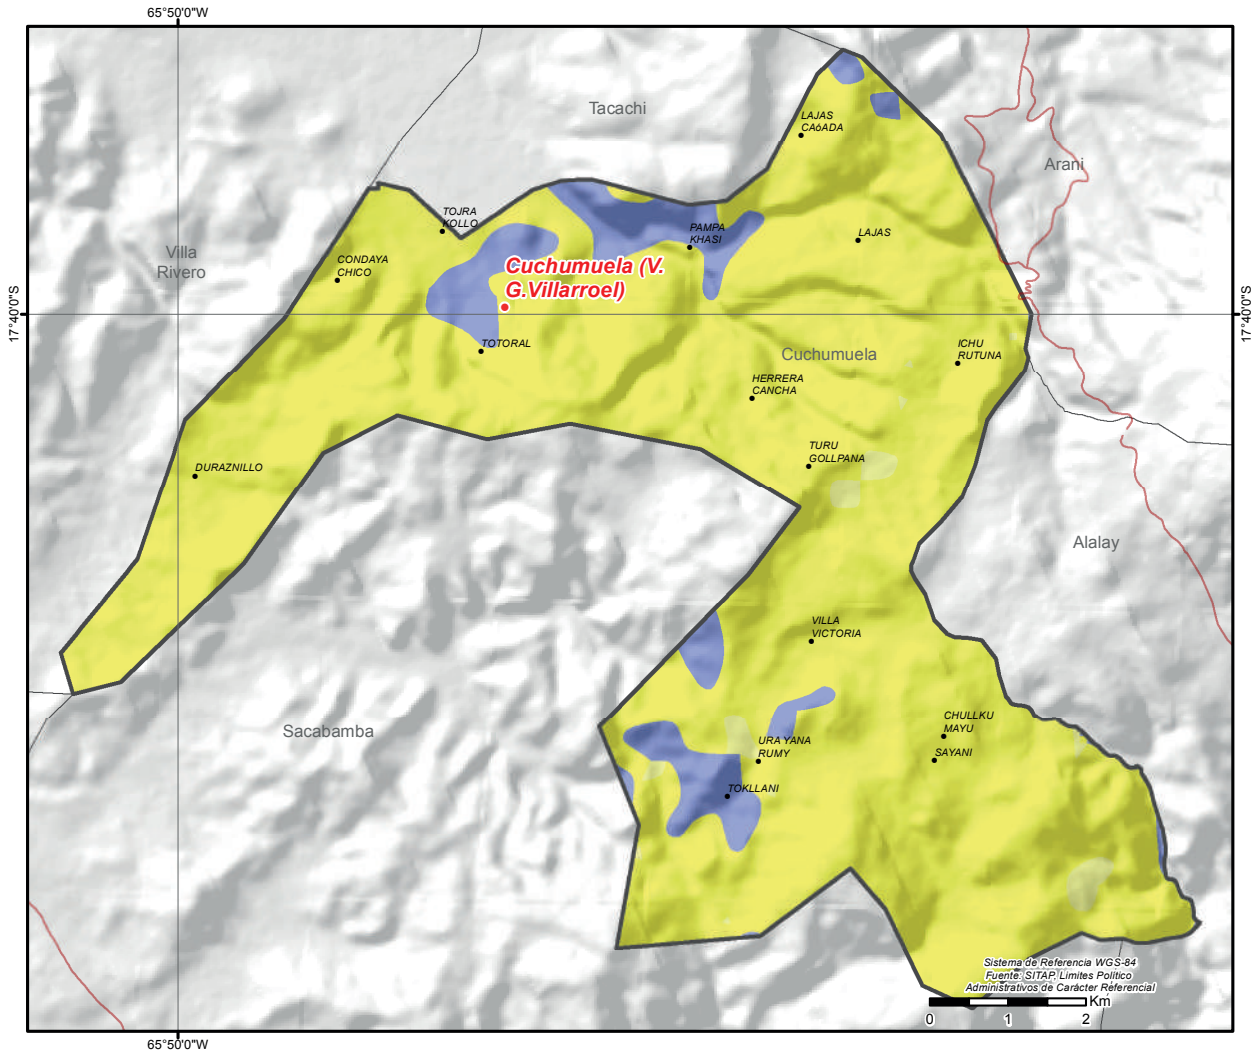 65°50'0"W
Tacachi
LAJAS
CAóADA
Arani
TOJRA
KOLLO
Villa
Rivero
CONDAYA
CHICO
PAMPA
KHASI
LAJAS
Cuchumuela (V.
G.Villarroel)
17°40'0"S
17°40'0"S
TOTORAL
Cuchumuela
ICHU
RUTUNA
HERRERA
CANCHA
TURU
GOLLPANA
DURAZNILLO
Alalay
VILLA
VICTORIA
Sacabamba
CHULLKU
MAYU
URA YANA
RUMY
SAYANI
TOKLLANI
Sistema de Referencia WGS-84
Fuente: SITAP, Limites Político
Administrativos de Carácter Referencial
Km
0 1 2
65°50'0"W